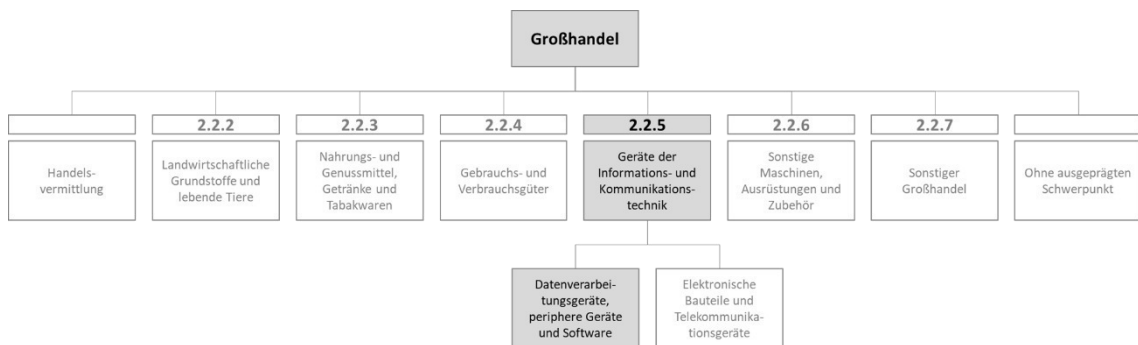 Großhandel
2.2.2
2.2.3
2.2.4
2.2.5
2.2.6
2.2.7
Handels-
vermittlung
Landwirtschaftliche
Grundstoffe und
lebende Tiere
Nahrungs- und
Genussmittel,
Getränke und
Tabakwaren
Gebrauchs- und
Verbrauchsgüter
Geräte der
Informations- und
Kommunikations-
technik
Sonstige
Maschinen,
Ausrüstungen und
Zubehör
Sonstiger
Großhandel
Ohne ausgeprägten
Schwerpunkt
Datenverarbei-
tungsgeräte,
periphere Geräte
und Software
Elektronische
Bauteile und
Telekommunika-
tionsgeräte